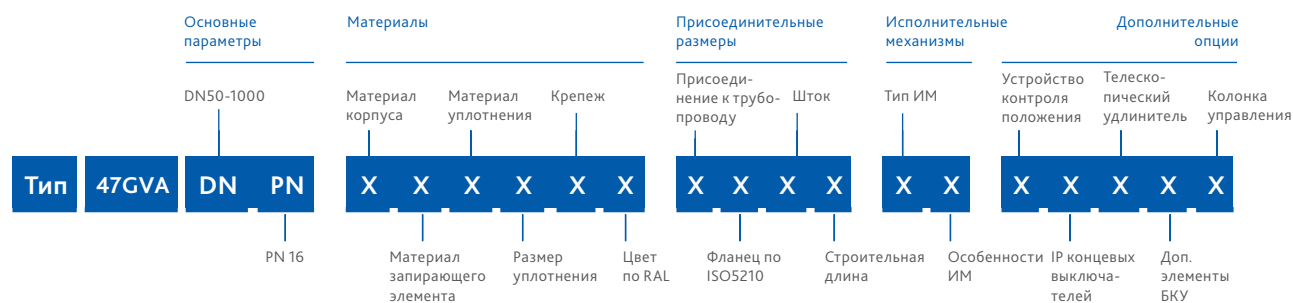 Основные
параметры
Материалы
Присоединительные
размеры
Исполнительные
механизмы
Дополнительные
опции
DN50-1000
Материал
корпуса
Материал
уплотнения
Крепеж
Присоеди-
нение к трубо-
проводу
Шток
Тип ИМ
Устройство
контроля
положения
Телеско-
пический
удлинитель
Колонка
управления
Тип 47GVA DN PN X X X X X X X X X X X X X X X X X
PN 16
Материал
запирающего
элемента
Размер
уплотнения
Цвет
по RAL
Фланец по
ISO5210
Строительная
длина
Особенности
ИМ
IP концевых
выключа-
телей
Доп.
элементы
БКУ